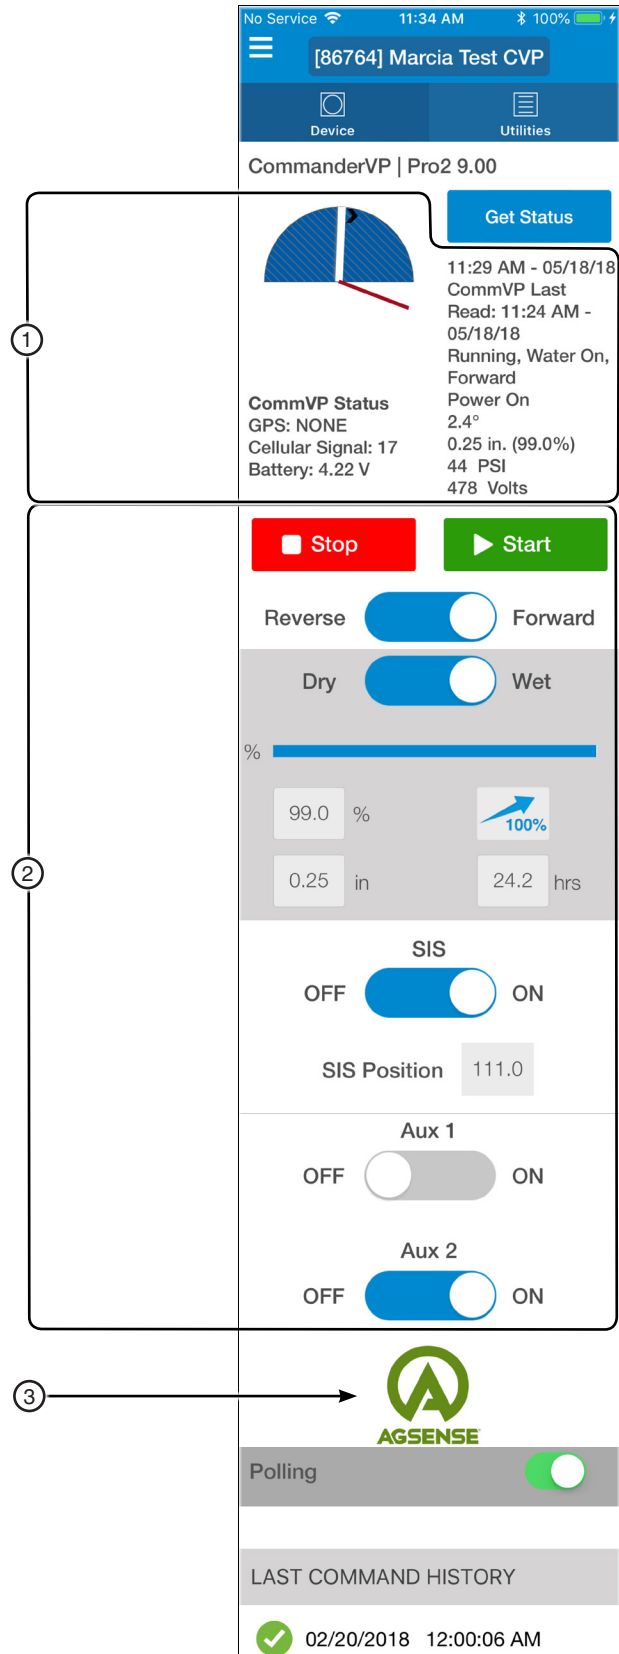 No Service 11:34 AM 100%
[86764] Marcia Test CVP
Device Utilities
CommanderVP | Pro2 9.00
Get Status
1
11:29 AM - 05/18/18
CommVP Last
Read: 11:24 AM -
05/18/18
Running, Water On,
Forward
Power On
2.4°
0.25 in. (99.0%)
44 PSI
478 Volts
CommVP Status
GPS: NONE
Cellular Signal: 17
Battery: 4.22 V
2
Stop Start
Reverse Forward
Dry Wet
%
99.0 % 100%
0.25 in 24.2 hrs
SIS
OFF ON
SIS Position 111.0
Aux 1
OFF ON
Aux 2
OFF ON
3
AGSENSE
Polling
LAST COMMAND HISTORY
02/20/2018 12:00:06 AM